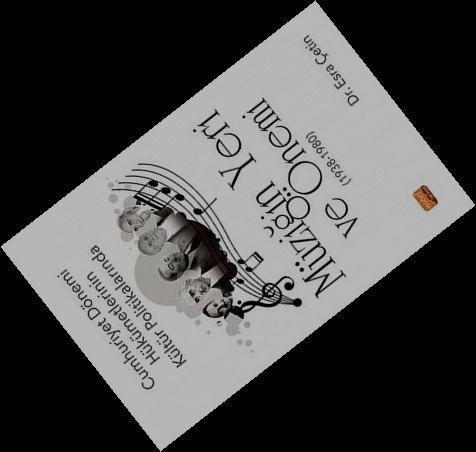 Cumhuriyet Dönemi
Hükümetlerinin
Kültür Politikalarında
Müziğin Yeri
ve Önemi
(1938-1980)
Dr. Esra Çetin